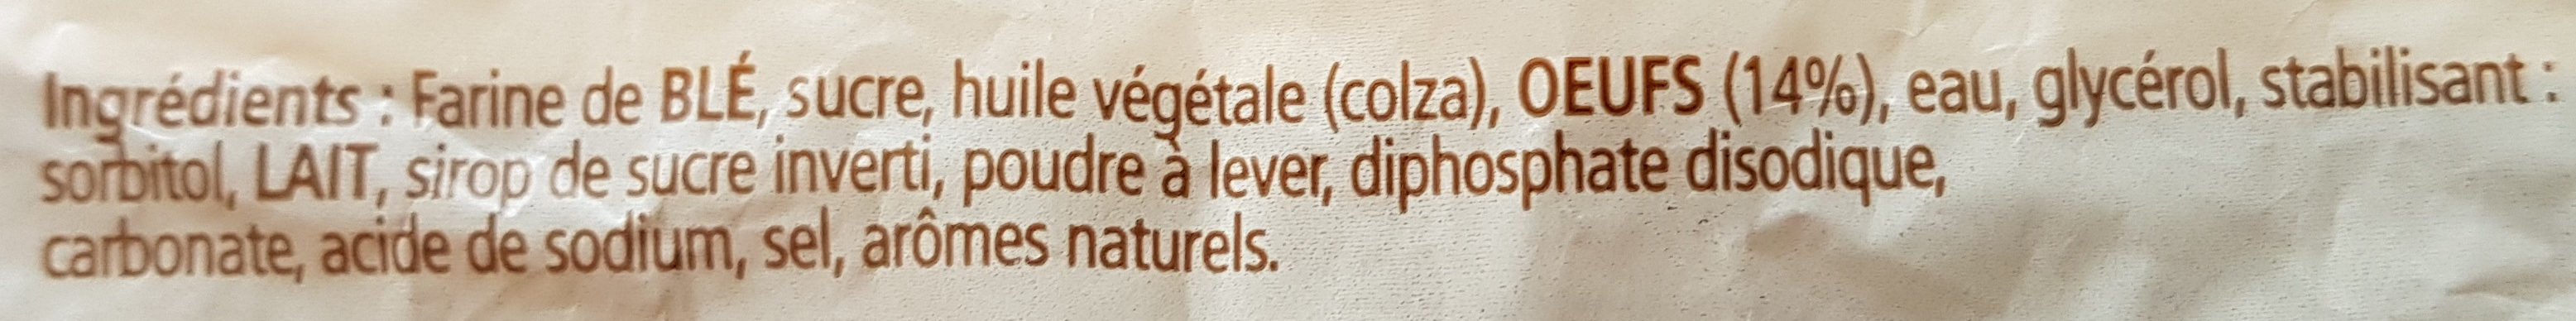 Ingrédients : Farine de BLÉ, sucre, huile végétale (colza), OEUFS (14%), eau, glycérol, stabilisant :
sorbitol, LAIT, sirop de sucre inverti, poudre à lever, diphosphate disodique,
carbonate, acide de sodium, sel, arômes naturels.